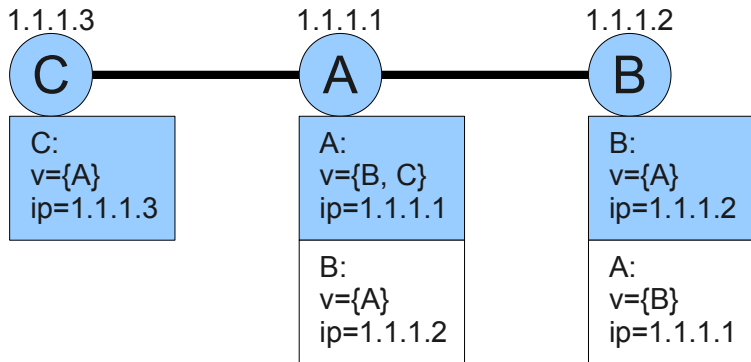 1.1.1.3
1.1.1.1
1.1.1.2
C
A
B
C:
v={A}
ip=1.1.1.3
A:
v={B, C}
ip=1.1.1.1
B:
v={A}
ip=1.1.1.2
B:
v={A}
ip=1.1.1.2
A:
v={B}
ip=1.1.1.1